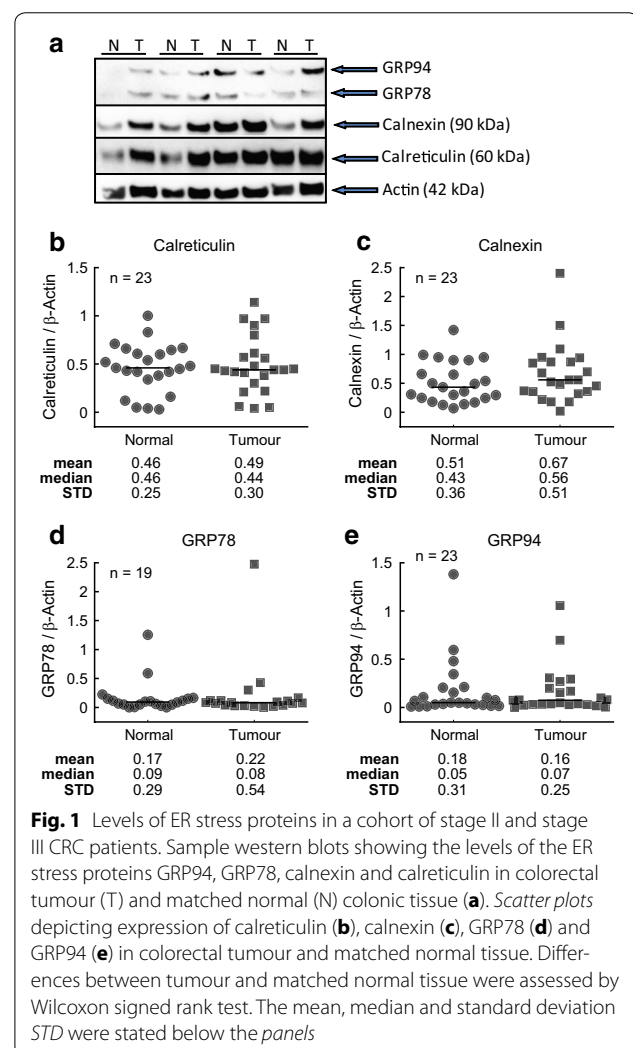 a
N T N T N T N T
GRP94
GRP78
Calnexin (90 kDa)
Calreticulin (60 kDa)
Actin (42 kDa)
b
Calreticulin
Calreticulin / β-Actin
1.5
1
0.5
0
n = 23
Normal Tumour
mean 0.46 0.49
median 0.46 0.44
STD 0.25 0.30
c
Calnexin
Calnexin / β-Actin
2.5
2
1.5
1
0.5
0
n = 23
Normal Tumour
mean 0.51 0.67
median 0.43 0.56
STD 0.36 0.51
d
GRP78
GRP78 / β-Actin
2.5
2
1.5
1
0.5
0
n = 19
Normal Tumour
mean 0.17 0.22
median 0.09 0.08
STD 0.29 0.54
e
GRP94
GRP94 / β-Actin
1.5
1
0.5
0
n = 23
Normal Tumour
mean 0.18 0.16
median 0.05 0.07
STD 0.31 0.25
Fig. 1 Levels of ER stress proteins in a cohort of stage II and stage
III CRC patients. Sample western blots showing the levels of the ER
stress proteins GRP94, GRP78, calnexin and calreticulin in colorectal
tumour (T) and matched normal (N) colonic tissue (a). Scatter plots
depicting expression of calreticulin (b), calnexin (c), GRP78 (d) and
GRP94 (e) in colorectal tumour and matched normal tissue. Differ-
ences between tumour and matched normal tissue were assessed by
Wilcoxon signed rank test. The mean, median and standard deviation
STD were stated below the panels